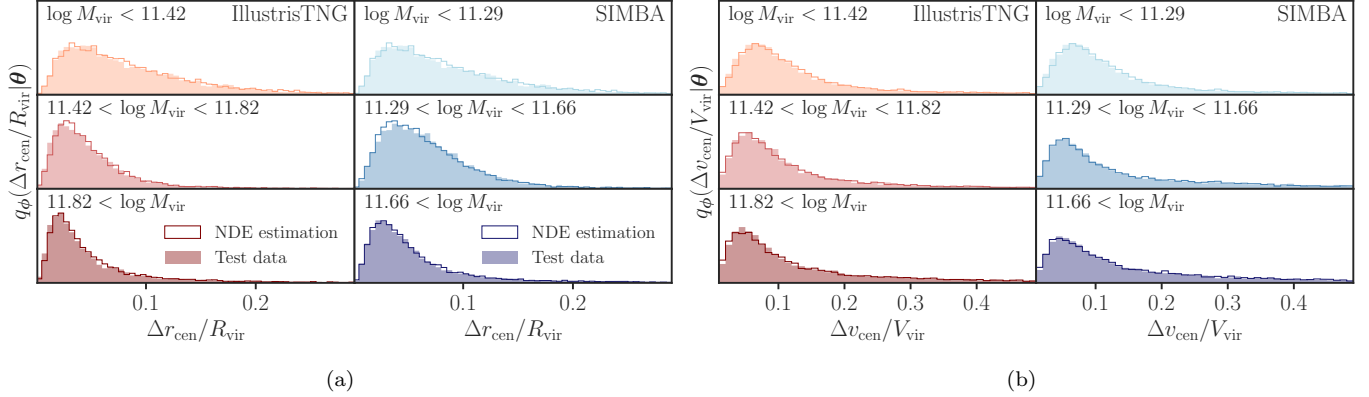 log M_vir < 11.42 IllustrisTNG
log M_vir < 11.29 SIMBA
11.42 < log M_vir < 11.82
11.29 < log M_vir < 11.66
11.82 < log M_vir
11.66 < log M_vir
NDE estimation
Test data
NDE estimation
Test data
q_ϕ(Δr_cen/R_vir|θ)
0.1 0.2
0.1 0.2
Δr_cen/R_vir
Δr_cen/R_vir
(a)
log M_vir < 11.42 IllustrisTNG
log M_vir < 11.29 SIMBA
11.42 < log M_vir < 11.82
11.29 < log M_vir < 11.66
11.82 < log M_vir
11.66 < log M_vir
q_ϕ(Δv_cen/V_vir|θ)
0.1 0.2 0.3 0.4
0.1 0.2 0.3 0.4
Δv_cen/V_vir
Δv_cen/V_vir
(b)